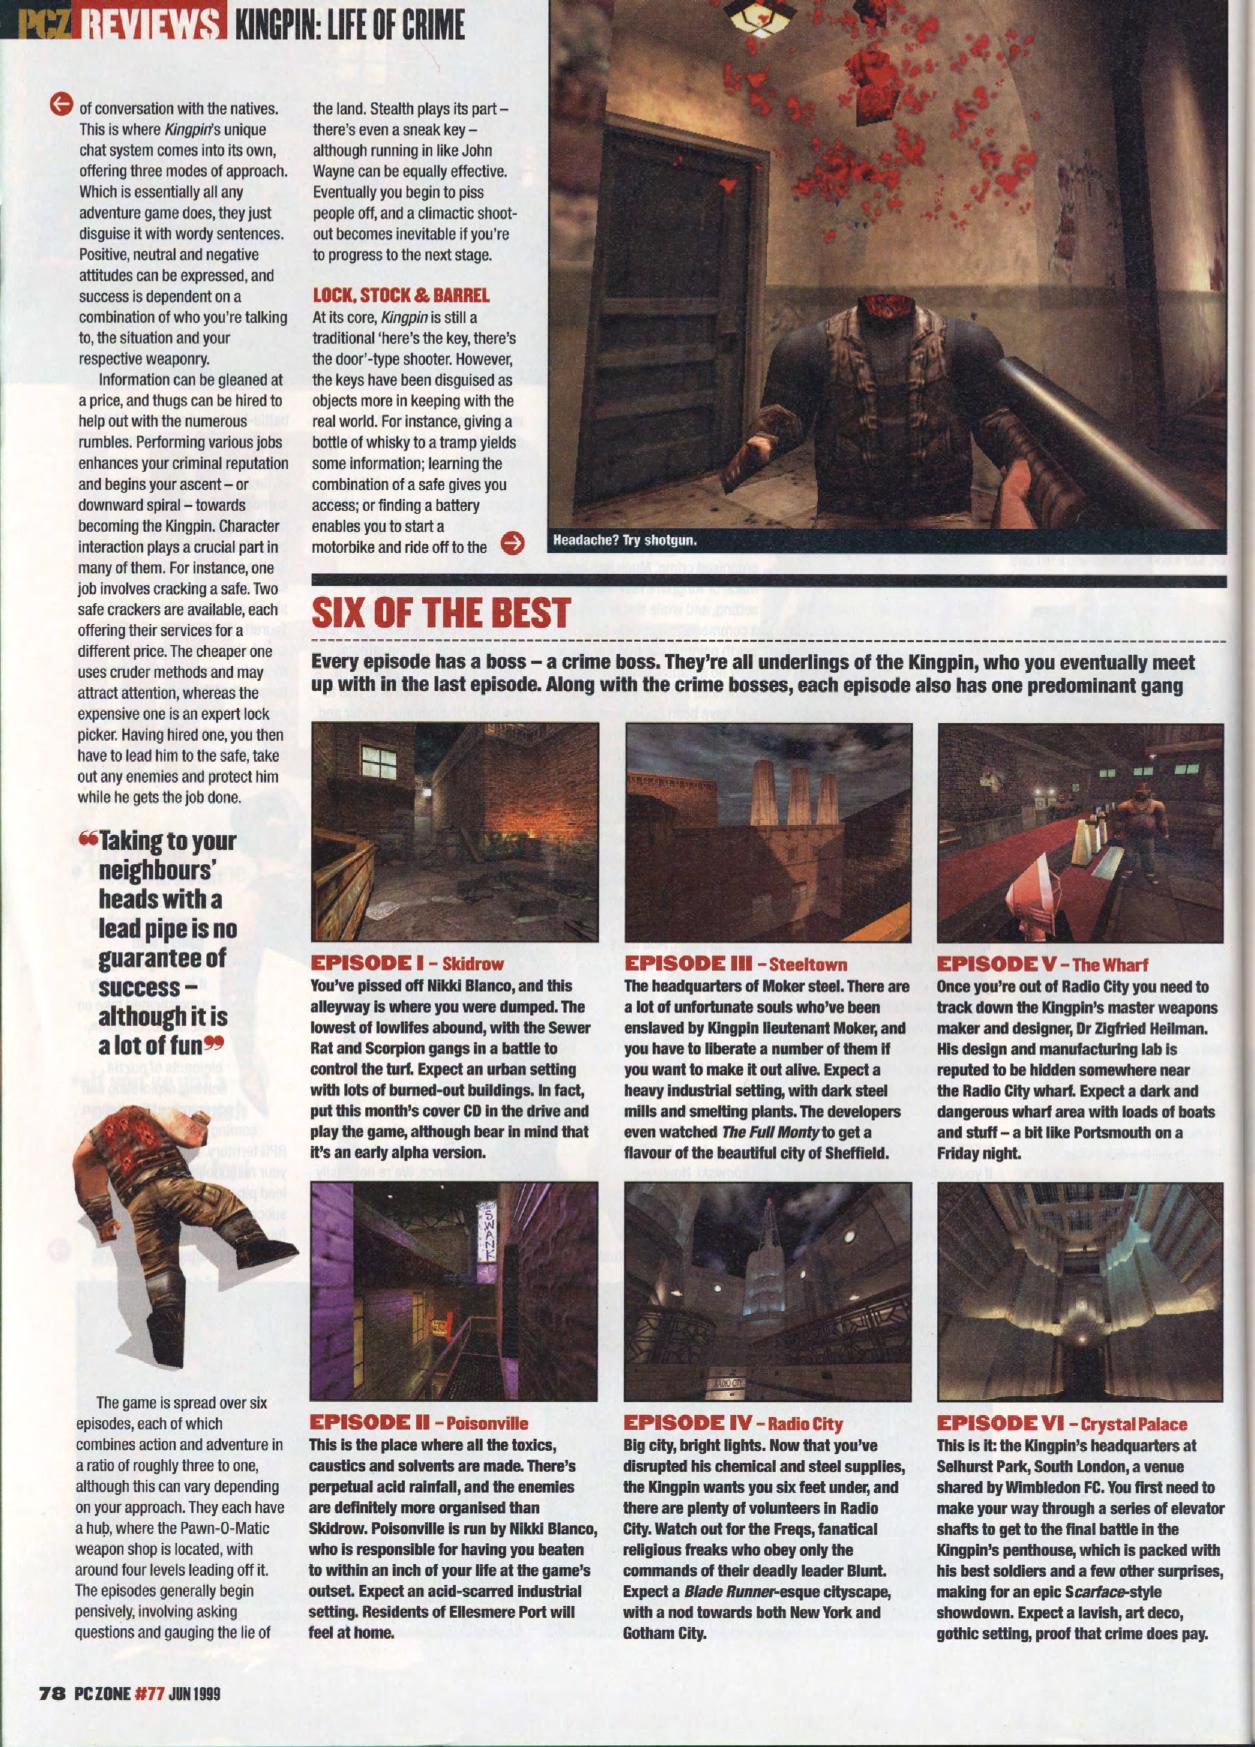 PCZ REVIEWS KINGPIN: LIFE OF CRIME
of conversation with the natives.
This is where Kingpin's unique
chat system comes into its own,
offering three modes of approach.
Which is essentially all any
adventure game does, they just
disguise it with wordy sentences.
Positive, neutral and negative
attitudes can be expressed, and
success is dependent on a
combination of who you're talking
to, the situation and your
respective weaponry.
Information can be gleaned at
a price, and thugs can be hired to
help out with the numerous
rumbles. Performing various jobs
enhances your criminal reputation
and begins your ascent – or
downward spiral – towards
becoming the Kingpin. Character
interaction plays a crucial part in
many of them. For instance, one
job involves cracking a safe. Two
safe crackers are available, each
offering their services for a
different price. The cheaper one
uses cruder methods and may
attract attention, whereas the
expensive one is an expert lock
picker. Having hired one, you then
have to lead him to the safe, take
out any enemies and protect him
while he gets the job done.
“Taking to your
neighbours'
heads with a
lead pipe is no
guarantee of
success –
although it is
a lot of fun”
The game is spread over six
episodes, each of which
combines action and adventure in
a ratio of roughly three to one,
although this can vary depending
on your approach. They each have
a hub, where the Pawn-O-Matic
weapon shop is located, with
around four levels leading off it.
The episodes generally begin
pensively, involving asking
questions and gauging the lie of
the land. Stealth plays its part –
there's even a sneak key –
although running in like John
Wayne can be equally effective.
Eventually you begin to piss
people off, and a climactic shoot-
out becomes inevitable if you're
to progress to the next stage.
LOCK, STOCK & BARREL
At its core, Kingpin is still a
traditional 'here's the key, there's
the door'-type shooter. However,
the keys have been disguised as
objects more in keeping with the
real world. For instance, giving a
bottle of whisky to a tramp yields
some information; learning the
combination of a safe gives you
access; or finding a battery
enables you to start a
motorbike and ride off to the
Headache? Try shotgun.
SIX OF THE BEST
Every episode has a boss – a crime boss. They're all underlings of the Kingpin, who you eventually meet
up with in the last episode. Along with the crime bosses, each episode also has one predominant gang
EPISODE I – Skidrow
You've pissed off Nikki Blanco, and this
alleyway is where you were dumped. The
lowest of lowlifes abound, with the Sewer
Rat and Scorpion gangs in a battle to
control the turf. Expect an urban setting
with lots of burned-out buildings. In fact,
put this month's cover CD in the drive and
play the game, although bear in mind that
it's an early alpha version.
SWANK
EPISODE II – Poisonville
This is the place where all the toxics,
caustics and solvents are made. There's
perpetual acid rainfall, and the enemies
are definitely more organised than
Skidrow. Poisonville is run by Nikki Blanco,
who is responsible for having you beaten
to within an inch of your life at the game's
outset. Expect an acid-scarred industrial
setting. Residents of Ellesmere Port will
feel at home.
EPISODE III – Steeltown
The headquarters of Moker steel. There are
a lot of unfortunate souls who've been
enslaved by Kingpin lieutenant Moker, and
you have to liberate a number of them if
you want to make it out alive. Expect a
heavy industrial setting, with dark steel
mills and smelting plants. The developers
even watched The Full Monty to get a
flavour of the beautiful city of Sheffield.
RADIO CITY
EPISODE IV – Radio City
Big city, bright lights. Now that you've
disrupted his chemical and steel supplies,
the Kingpin wants you six feet under, and
there are plenty of volunteers in Radio
City. Watch out for the Freqs, fanatical
religious freaks who obey only the
commands of their deadly leader Blunt.
Expect a Blade Runner-esque cityscape,
with a nod towards both New York and
Gotham City.
EPISODE V – The Wharf
Once you're out of Radio City you need to
track down the Kingpin's master weapons
maker and designer, Dr Zigfried Heilman.
His design and manufacturing lab is
reputed to be hidden somewhere near
the Radio City wharf. Expect a dark and
dangerous wharf area with loads of boats
and stuff – a bit like Portsmouth on a
Friday night.
EPISODE VI – Crystal Palace
This is it: the Kingpin's headquarters at
Selhurst Park, South London, a venue
shared by Wimbledon FC. You first need to
make your way through a series of elevator
shafts to get to the final battle in the
Kingpin's penthouse, which is packed with
his best soldiers and a few other surprises,
making for an epic Scarface-style
showdown. Expect a lavish, art deco,
gothic setting, proof that crime does pay.
78 PC ZONE #77 JUN 1999